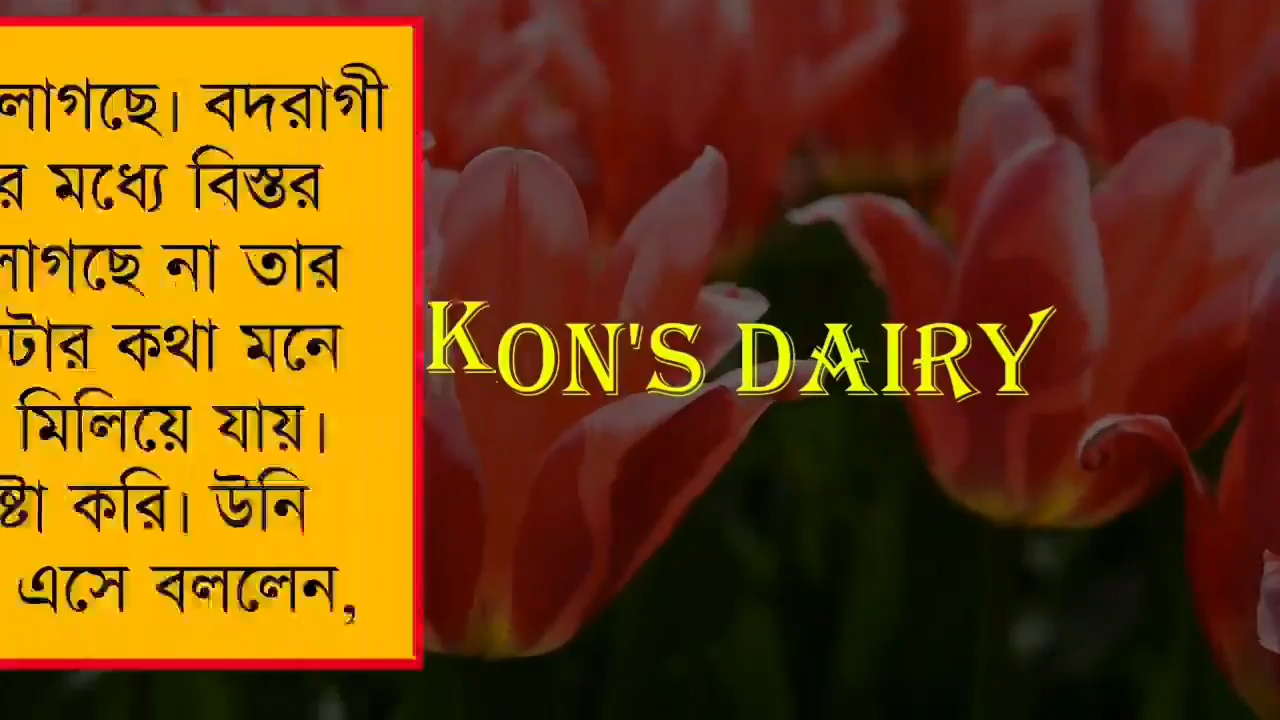 লাগছে। বদরাগী
র মধ্যে বিস্তর
লাগছে না তার
টার কথা মনে
মিলিয়ে যায়।
ষ্টা করি। উনি
এসে বললেন,
KON'S DAIRY